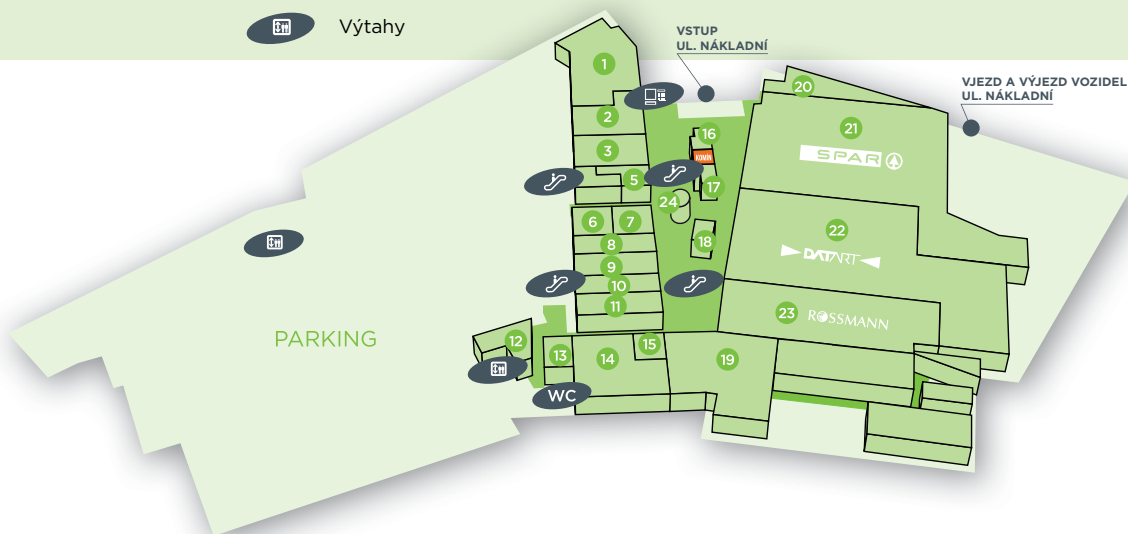 Výtahy
VSTUP
UL. NÁKLADNÍ
VJEZD A VÝJEZD VOZIDEL
UL. NÁKLADNÍ
1
20
2
21
16
SPAR
3
KOMÍN
5
17
24
6
7
22
8
18
DATART
9
10
11
23
ROSSMANN
PARKING
12
15
13
14
19
WC